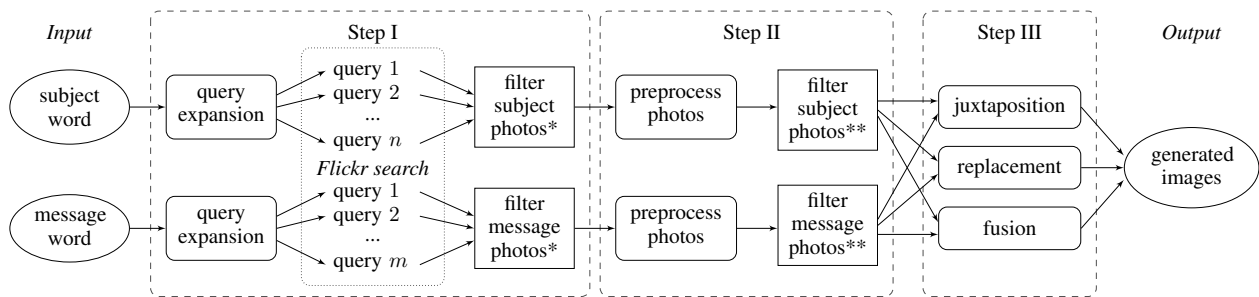 Input
Step I
Step II
Step III
Output
subject
word
query
expansion
query 1
query 2
...
query n
filter
subject
photos*
preprocess
photos
filter
subject
photos**
Flickr search
message
word
query
expansion
query 1
query 2
...
query m
filter
message
photos*
preprocess
photos
filter
message
photos**
juxtaposition
replacement
fusion
generated
images